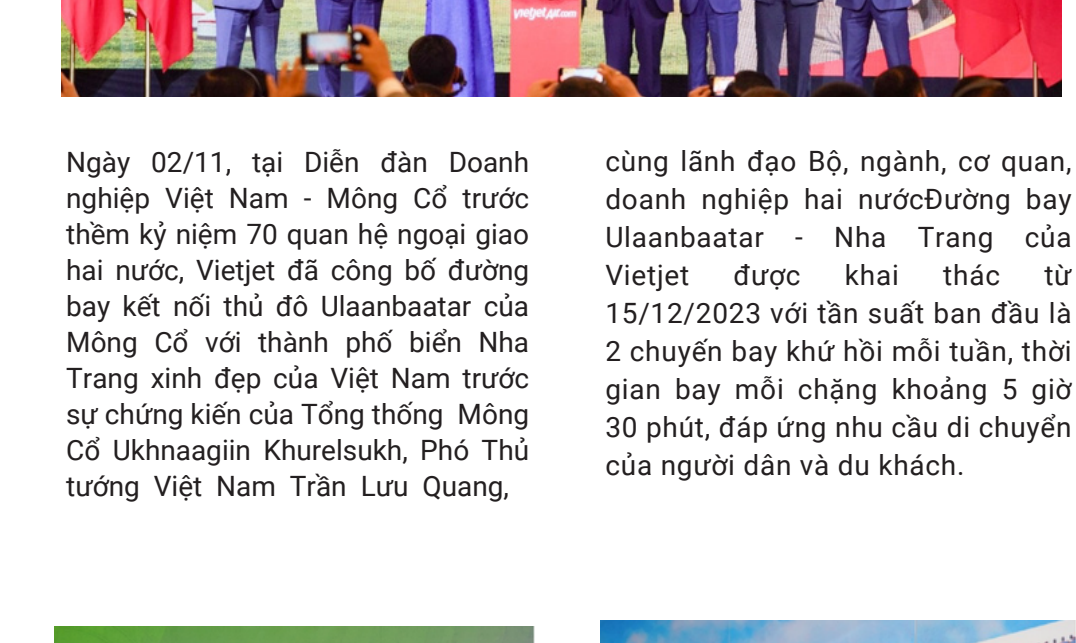 vietjetAir.com
Ngày 02/11, tại Diễn đàn Doanh
nghiệp Việt Nam - Mông Cổ trước
thềm kỷ niệm 70 quan hệ ngoại giao
hai nước, Vietjet đã công bố đường
bay kết nối thủ đô Ulaanbaatar của
Mông Cổ với thành phố biển Nha
Trang xinh đẹp của Việt Nam trước
sự chứng kiến của Tổng thống  Mông
Cổ Ukhnaagiin Khurelsukh, Phó Thủ
tướng Việt Nam Trần Lưu Quang,
cùng lãnh đạo Bộ, ngành, cơ quan,
doanh nghiệp hai nướcĐường bay
Ulaanbaatar - Nha Trang của
Vietjet được khai thác từ
15/12/2023 với tần suất ban đầu là
2 chuyến bay khứ hồi mỗi tuần, thời
gian bay mỗi chặng khoảng 5 giờ
30 phút, đáp ứng nhu cầu di chuyển
của người dân và du khách.